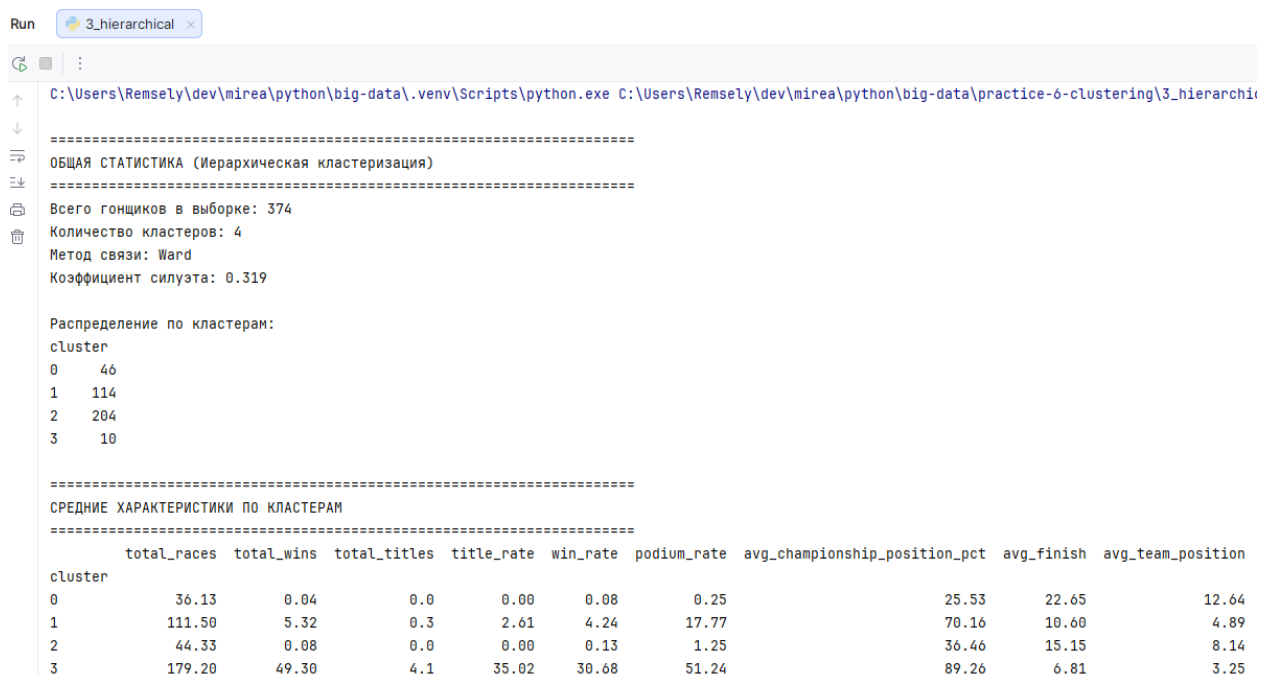 Run 3_hierarchical ×
C:\Users\Remsely\dev\mirea\python\big-data\.venv\Scripts\python.exe C:\Users\Remsely\dev\mirea\python\big-data\practice-6-clustering\3_hierarchic
======================================================================
ОБЩАЯ СТАТИСТИКА (Иерархическая кластеризация)
======================================================================
Всего гонщиков в выборке: 374
Количество кластеров: 4
Метод связи: Ward
Коэффициент силуэта: 0.319
Распределение по кластерам:
cluster
0 46
1 114
2 204
3 10
======================================================================
СРЕДНИЕ ХАРАКТЕРИСТИКИ ПО КЛАСТЕРАМ
======================================================================
total_races total_wins total_titles title_rate win_rate podium_rate avg_championship_position_pct avg_finish avg_team_position
cluster
0 36.13 0.04 0.0 0.00 0.08 0.25 25.53 22.65 12.64
1 111.50 5.32 0.3 2.61 4.24 17.77 70.16 10.60 4.89
2 44.33 0.08 0.0 0.00 0.13 1.25 36.46 15.15 8.14
3 179.20 49.30 4.1 35.02 30.68 51.24 89.26 6.81 3.25